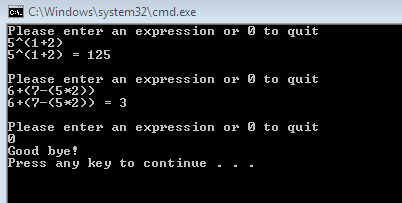 C:\Windows\system32\cmd.exe
Please enter an expression or 0 to quit
5^(1+2)
5^(1+2) = 125
Please enter an expression or 0 to quit
6+(7-(5*2))
6+(7-(5*2)) = 3
Please enter an expression or 0 to quit
0
Good bye!
Press any key to continue . . .